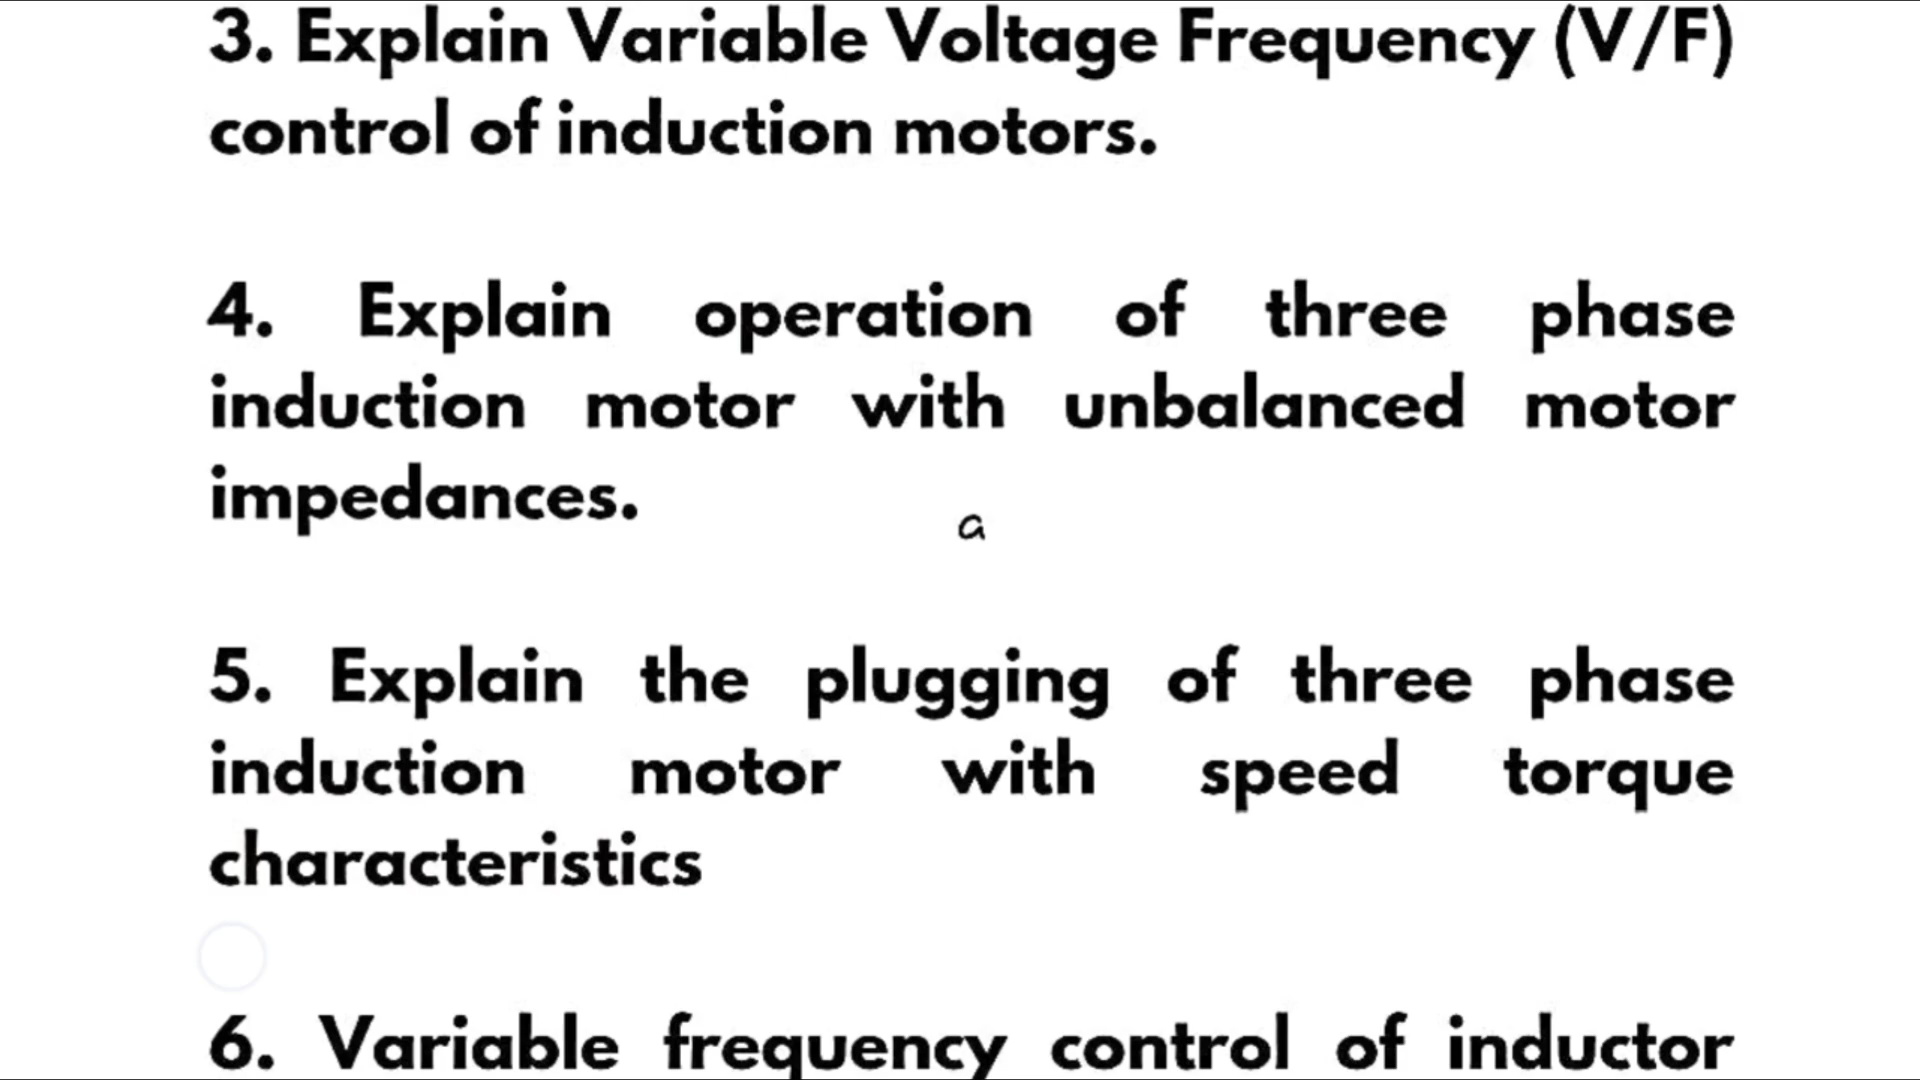 3. Explain Variable Voltage Frequency (V/F)
control of induction motors.
4. Explain operation of three phase
induction motor with unbalanced motor
impedances.
a
5. Explain the plugging of three phase
induction motor with speed torque
characteristics
6. Variable frequency control of inductor